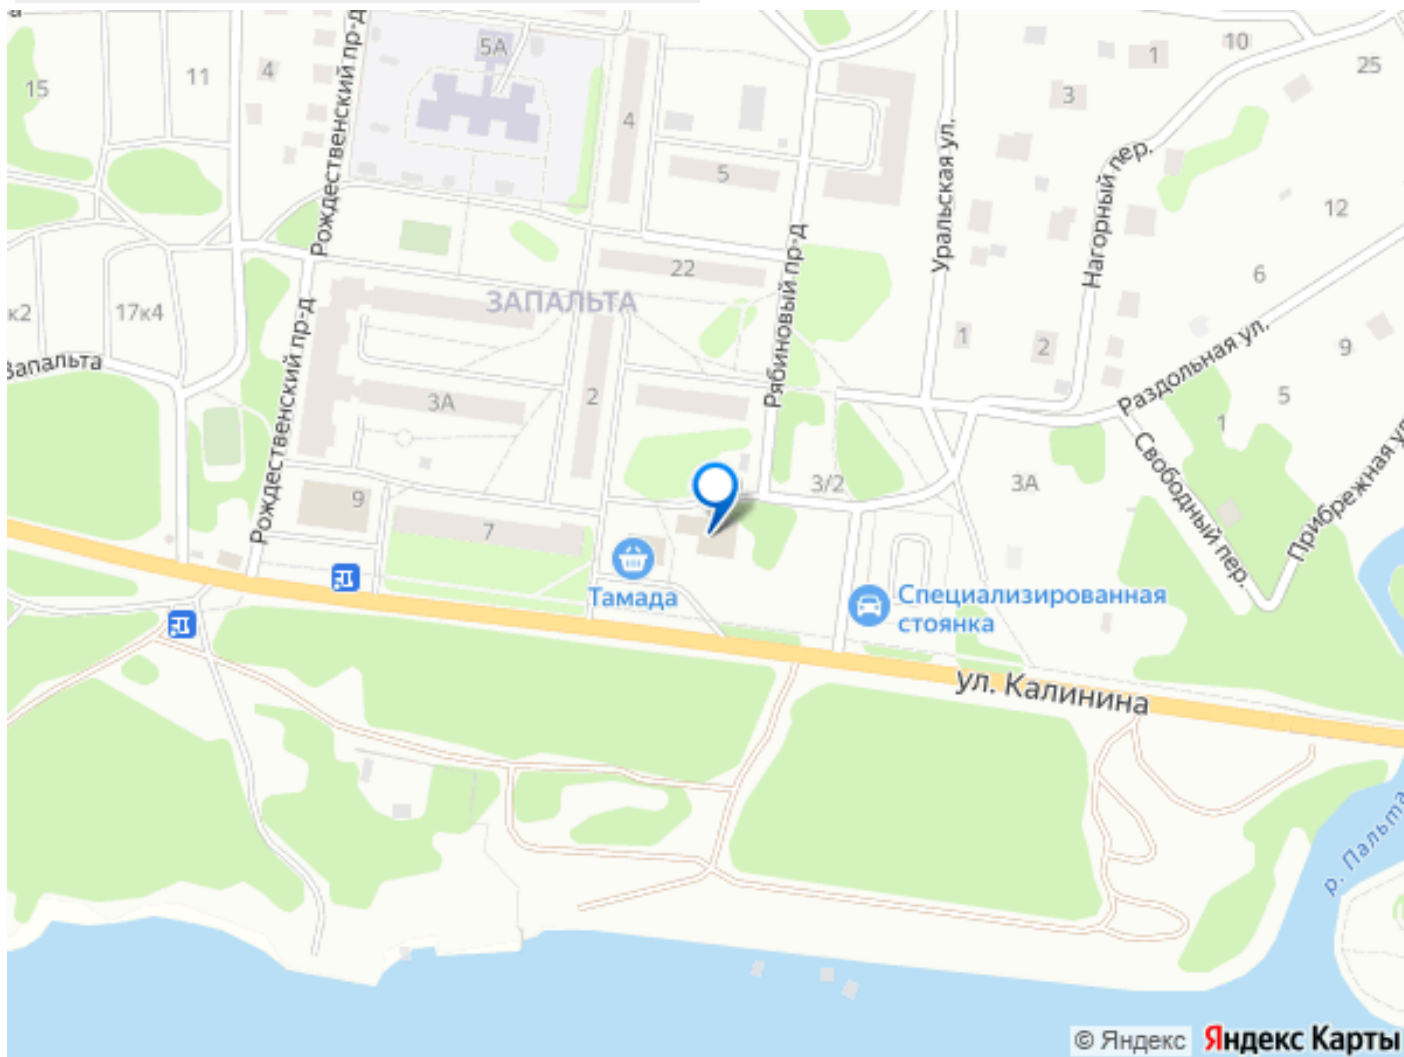 а
Рождественский пр-д
5А
4
10
1
25
15
11
4
3
Уральская ул.
Нагорный пер.
5
12
Рябиновый пр-д
22
6
ЗАПАЛЬТА
к2
17к4
Рождественский пр-д
1
2
9
Запальта
Раздольная ул.
3А
2
5
1
Свободный пер.
Прибрежная ул.
3/2
3А
9
7
Тамада
Специализированная
стоянка
ул. Калинина
р. Пальта
© Яндекс
Яндекс Карты